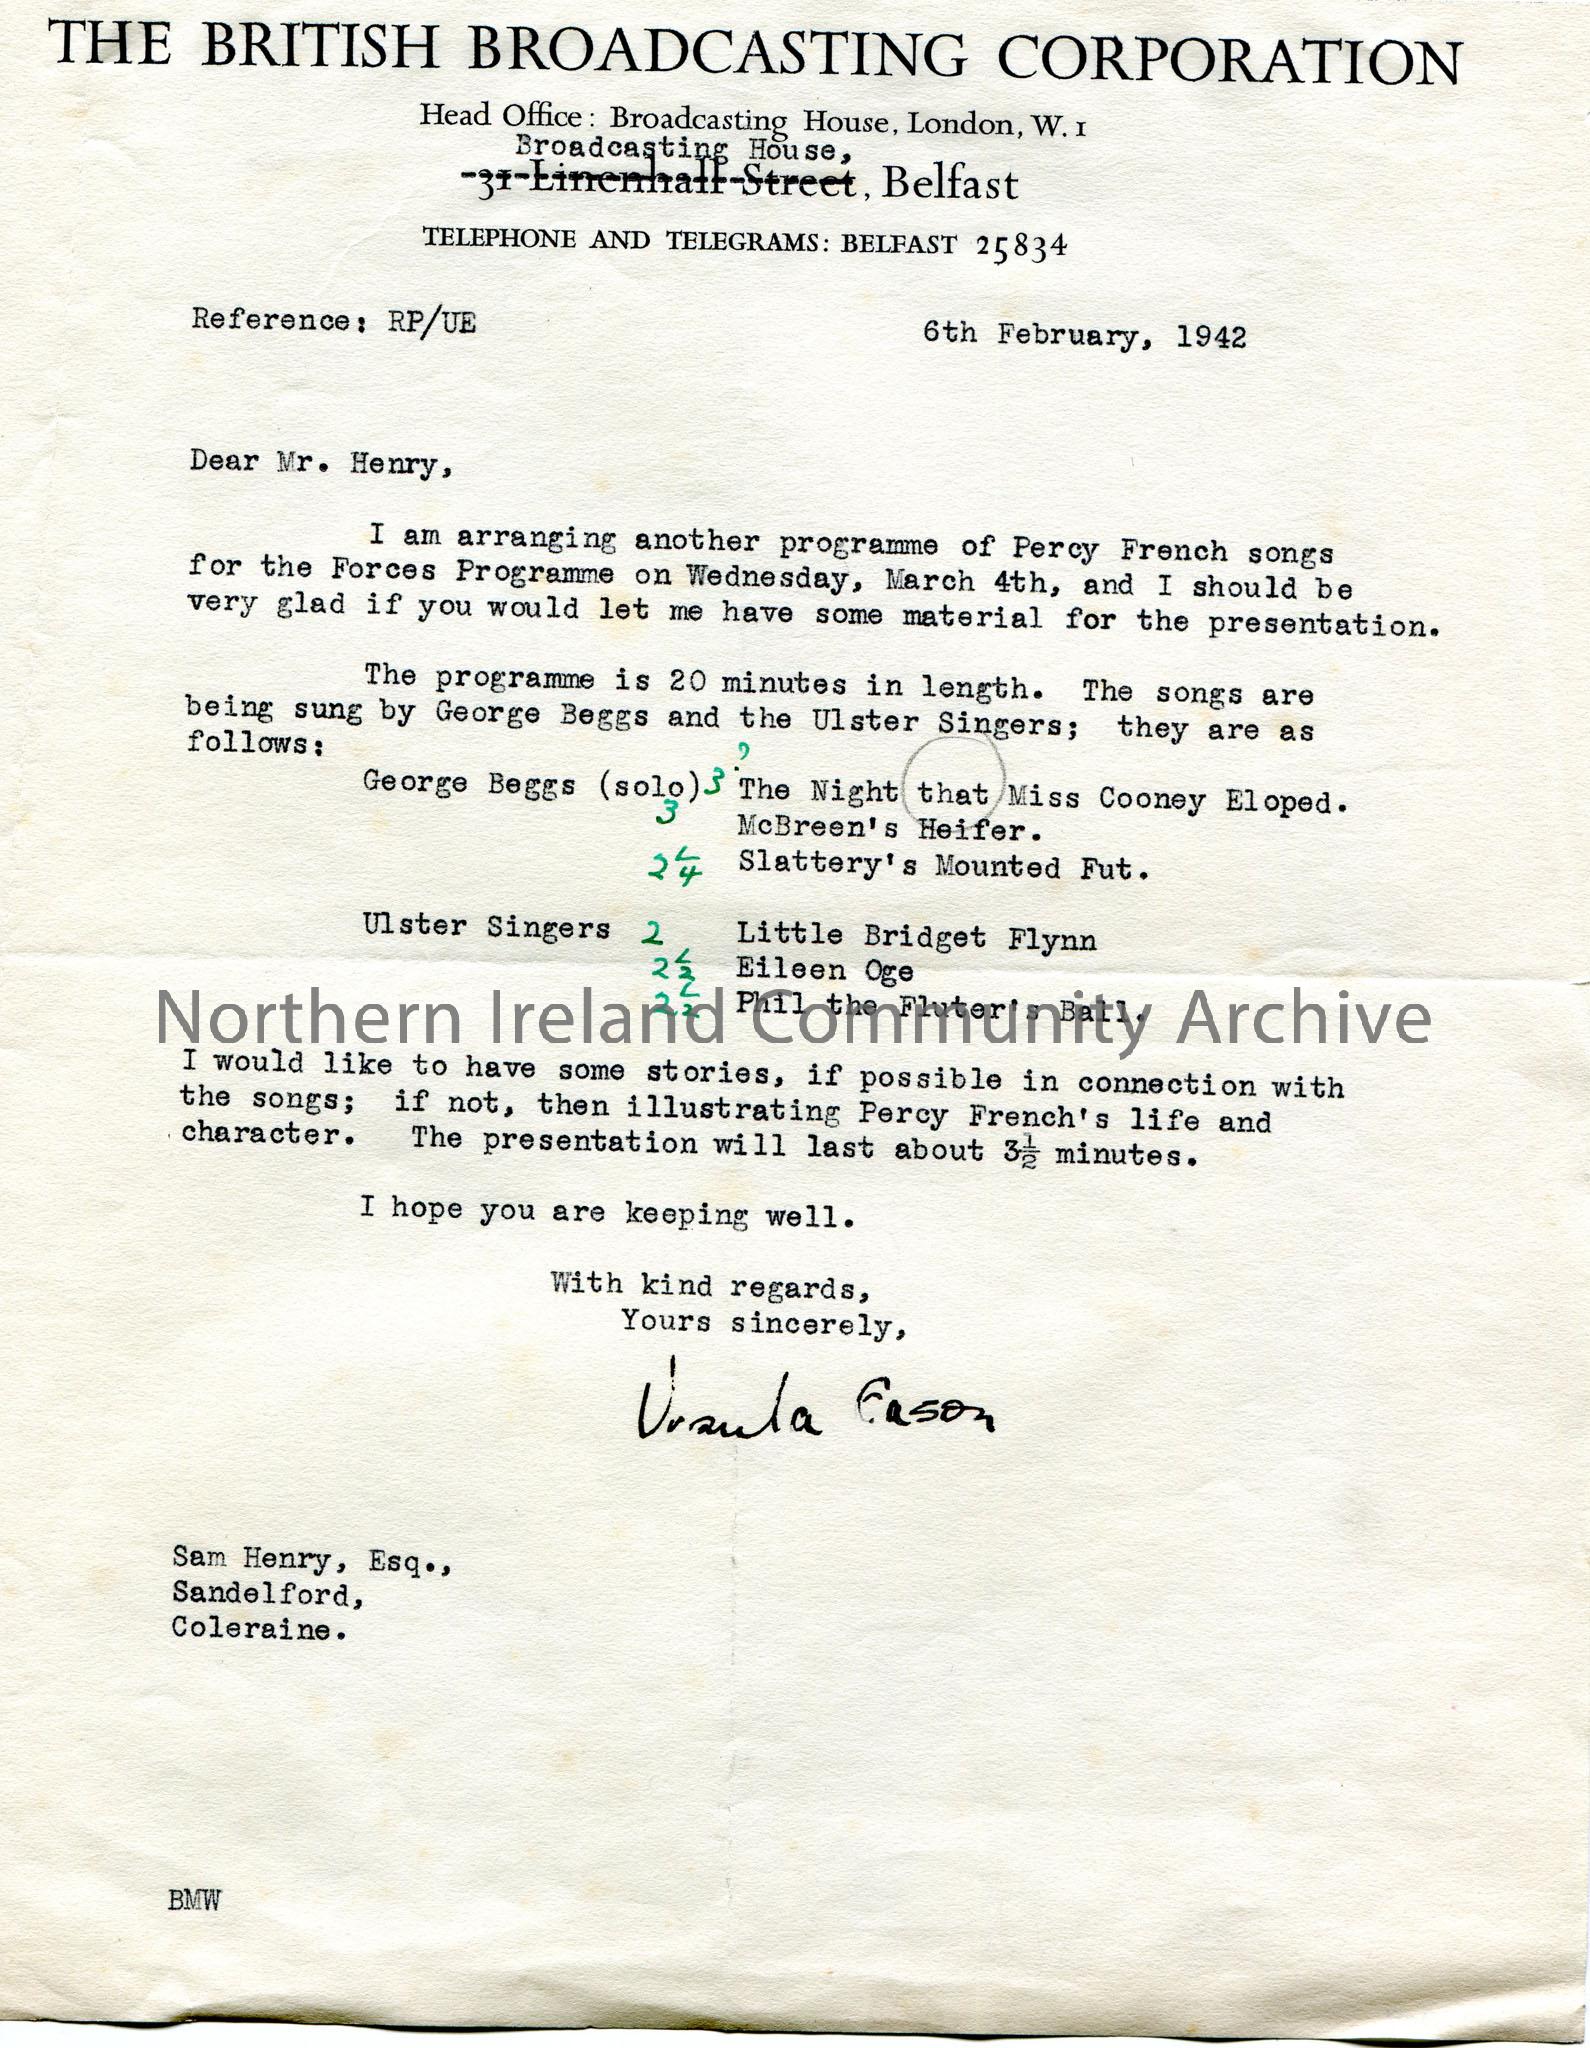 THE BRITISH BROADCASTING CORPORATION
Head Office: Broadcasting House, London, W. 1
Broadcasting House,
31 Linenhall Street, Belfast
TELEPHONE AND TELEGRAMS: BELFAST 25834
Reference: RP/UE
6th February, 1942
Dear Mr. Henry,
I am arranging another programme of Percy French songs
for the Forces Programme on Wednesday, March 4th, and I should be
very glad if you would let me have some material for the presentation.
The programme is 20 minutes in length. The songs are
being sung by George Beggs and the Ulster Singers; they are as
follows:
?
George Beggs (solo) 3 The Night that Miss Cooney Eloped.
3 McBreen's Heifer.
2¼ Slattery's Mounted Fut.
Ulster Singers 2 Little Bridget Flynn
2½ Eileen Oge
2½ Phil the Fluter's Ball.
Northern Ireland Community Archive
I would like to have some stories, if possible in connection with
the songs; if not, then illustrating Percy French's life and
character. The presentation will last about 3½ minutes.
I hope you are keeping well.
With kind regards,
Yours sincerely,
Ursula Eason
Sam Henry, Esq.,
Sandelford,
Coleraine.
BMW